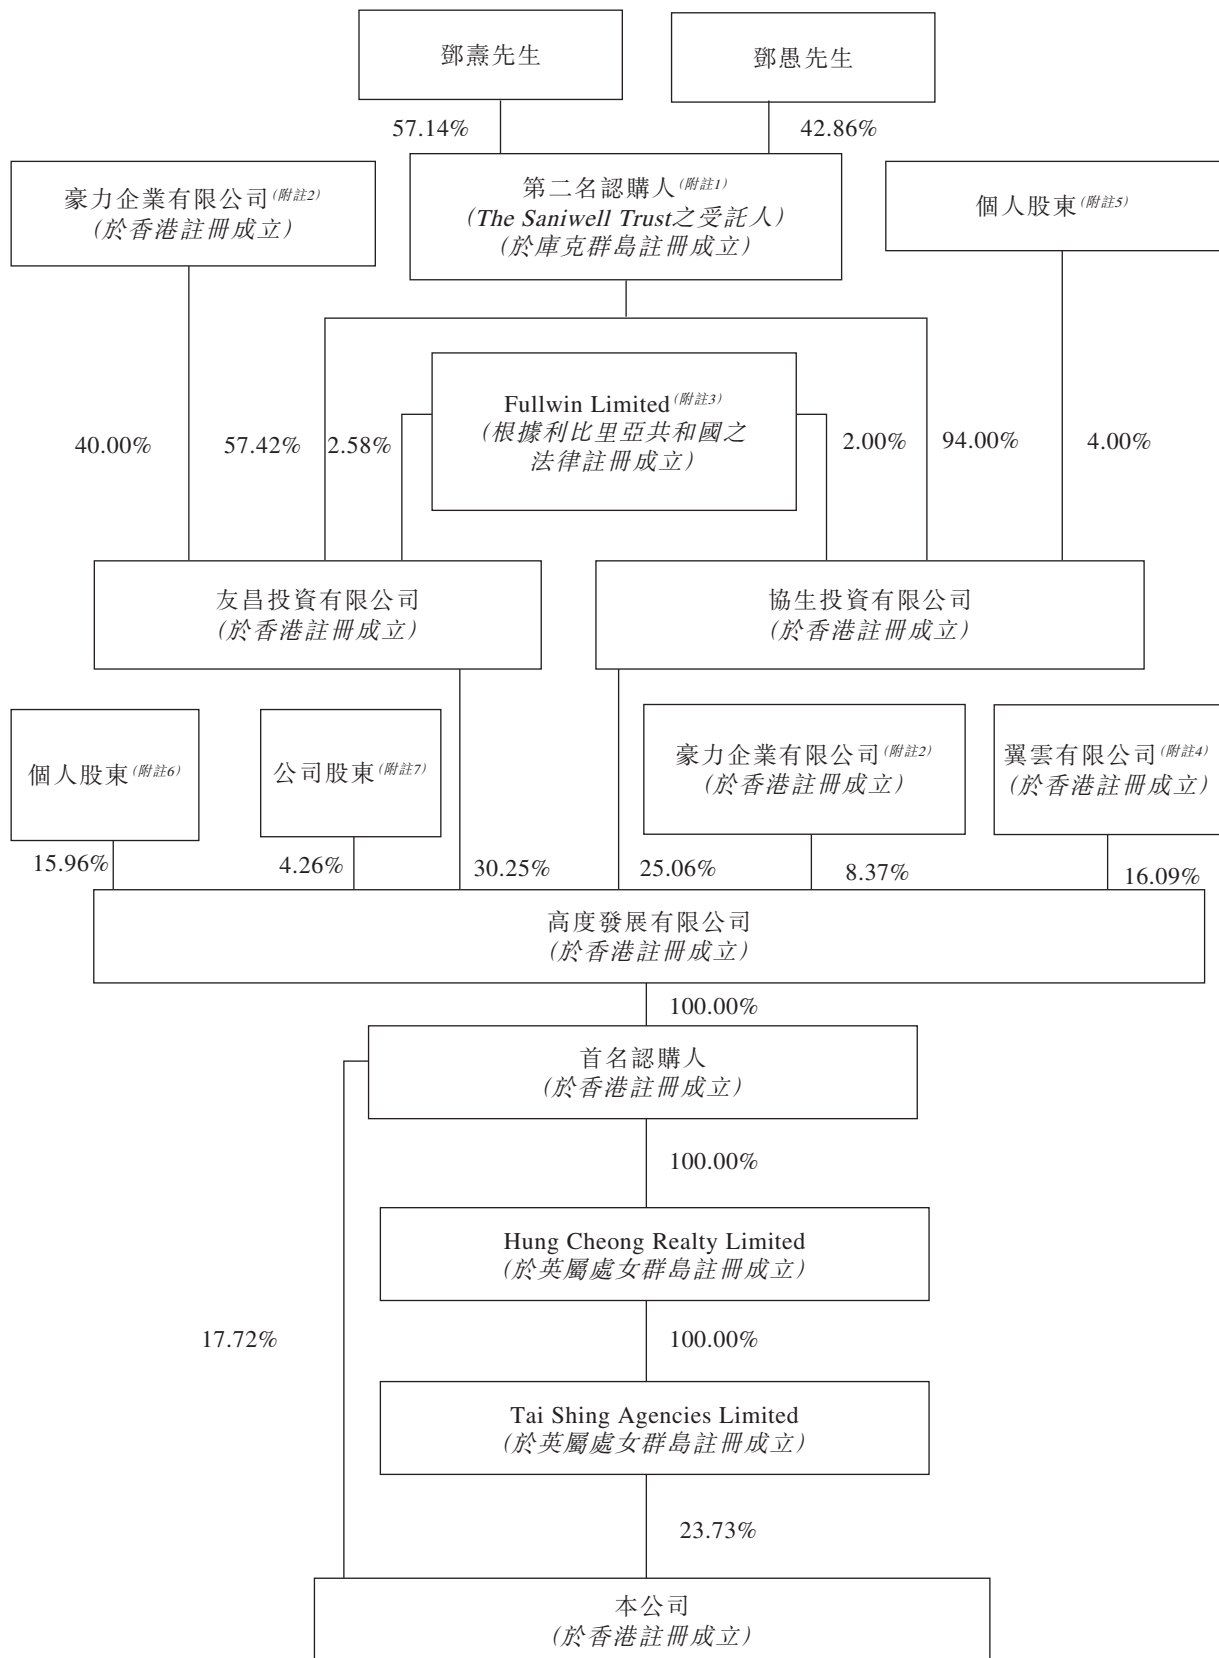 鄧燾先生
鄧愚先生
57.14%
42.86%
豪力企業有限公司(附註2)
(於香港註冊成立)
第二名認購人(附註1)
(The Saniwell Trust之受託人)
(於庫克群島註冊成立)
個人股東(附註5)
Fullwin Limited(附註3)
(根據利比里亞共和國之
法律註冊成立)
40.00%
57.42%
2.58%
2.00%
94.00%
4.00%
友昌投資有限公司
(於香港註冊成立)
協生投資有限公司
(於香港註冊成立)
個人股東(附註6)
公司股東(附註7)
豪力企業有限公司(附註2)
(於香港註冊成立)
翼雲有限公司(附註4)
(於香港註冊成立)
15.96%
4.26%
30.25%
25.06%
8.37%
16.09%
高度發展有限公司
(於香港註冊成立)
100.00%
首名認購人
(於香港註冊成立)
100.00%
Hung Cheong Realty Limited
(於英屬處女群島註冊成立)
17.72%
100.00%
Tai Shing Agencies Limited
(於英屬處女群島註冊成立)
23.73%
本公司
(於香港註冊成立)